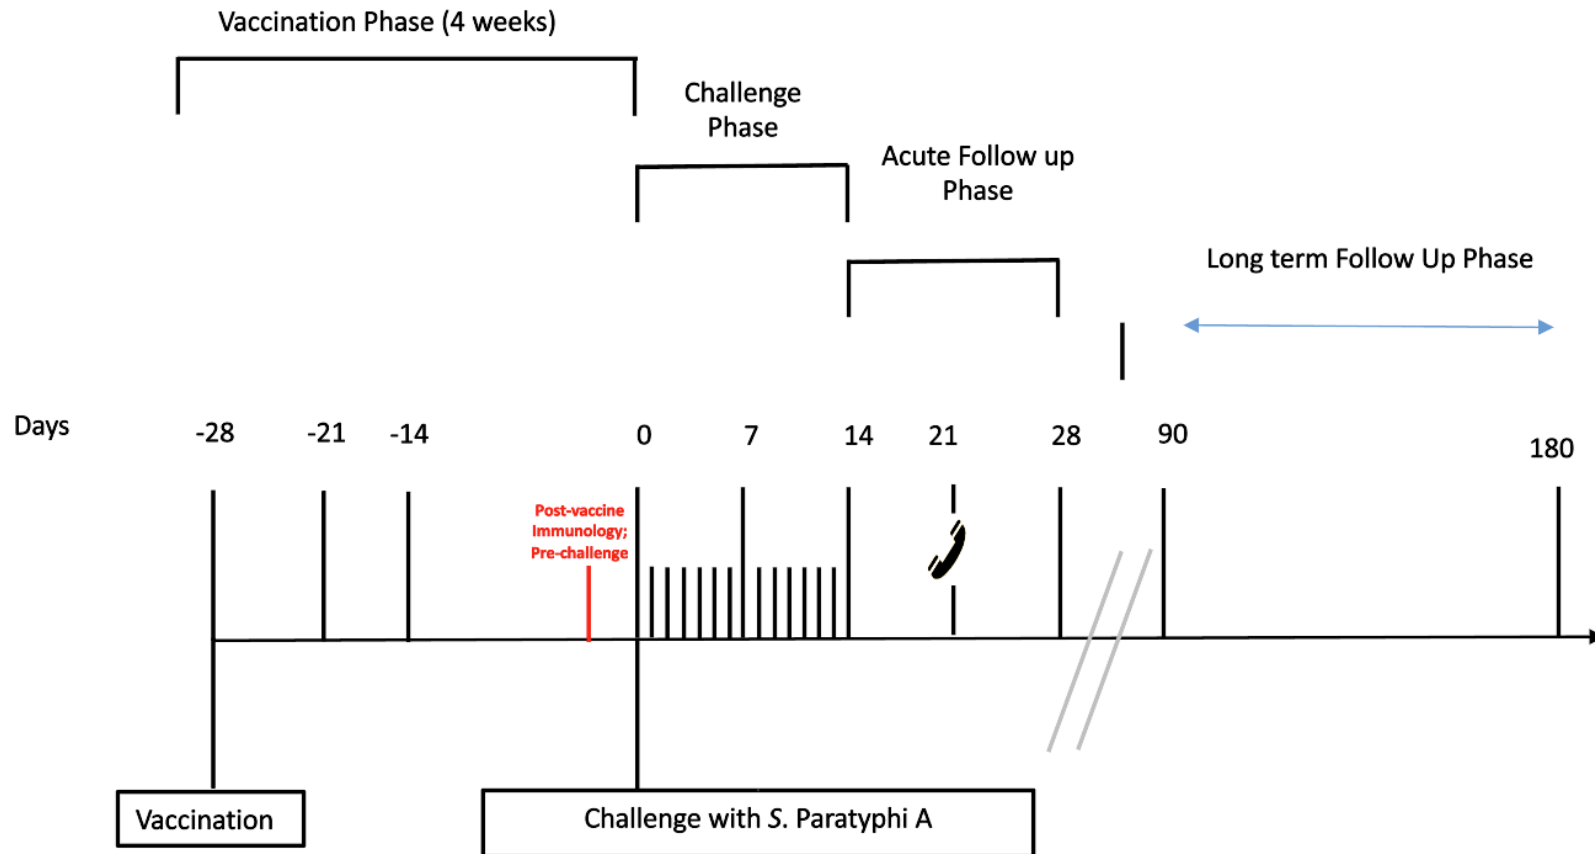 Vaccination Phase (4 weeks)
Challenge
Phase
Acute Follow up
Phase
Long term Follow Up Phase
Days
-28
-21
-14
0
7
14
21
28
90
180
Post-vaccine
Immunology;
Pre-challenge
Vaccination
Challenge with S. Paratyphi A